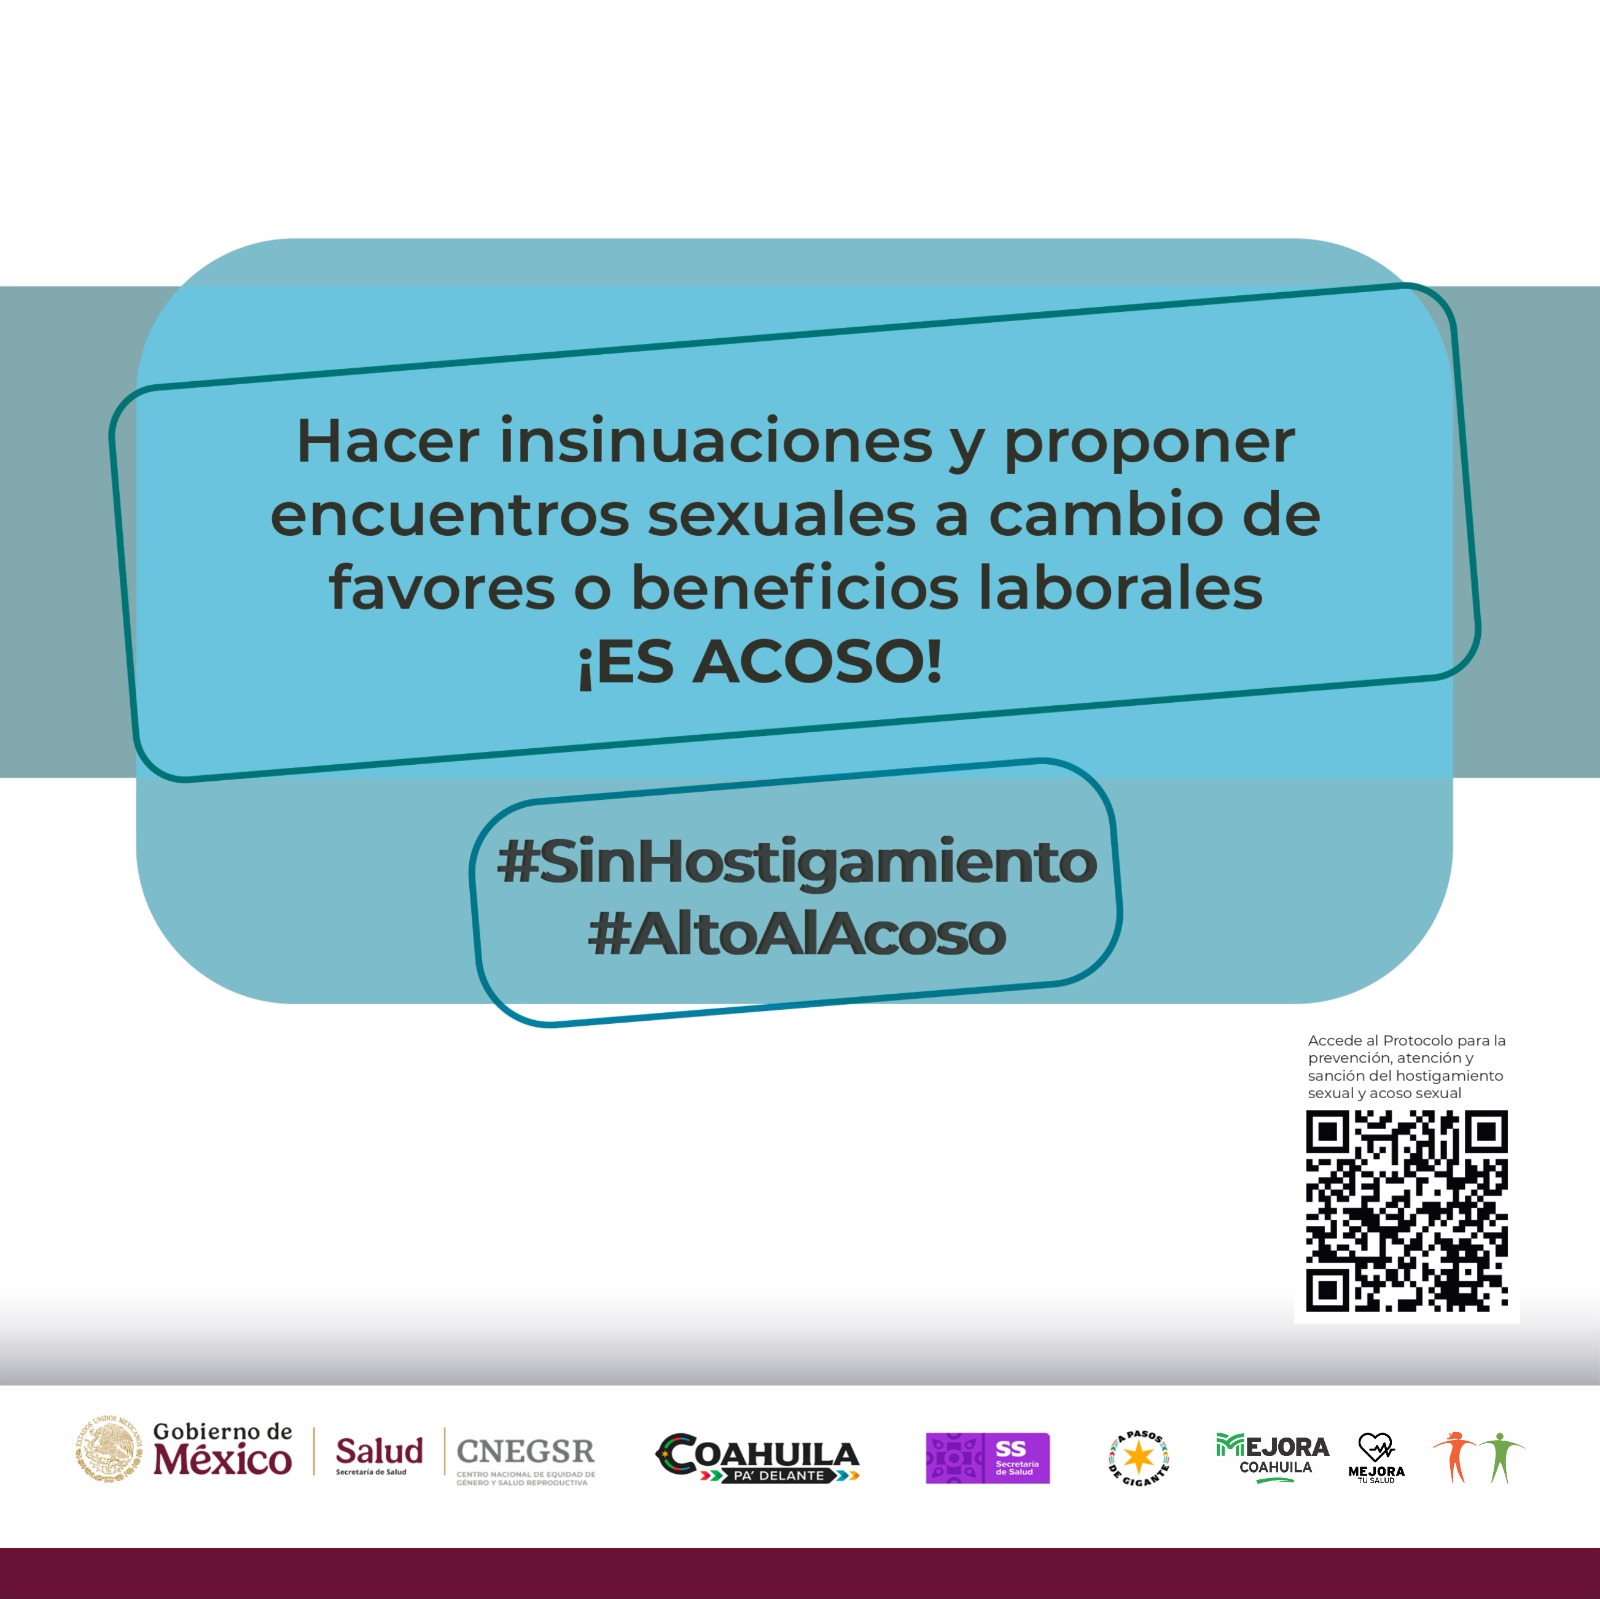 Hacer insinuaciones y proponer
encuentros sexuales a cambio de
favores o beneficios laborales
¡ES ACOSO!
#SinHostigamiento
#AltoAlAcoso
Accede al Protocolo para la
prevención, atención y
sanción del hostigamiento
sexual y acoso sexual
ESTADOS UNIDOS MEXICANOS
Gobierno de
México
Salud
Secretaría de Salud
CNEGSR
CENTRO NACIONAL DE EQUIDAD DE
GÉNERO Y SALUD REPRODUCTIVA
COAHUILA
PA' DELANTE
SS
Secretaría
de Salud
A PASOS
DE GIGANTE
MEJORA
COAHUILA
MEJORA
TU SALUD